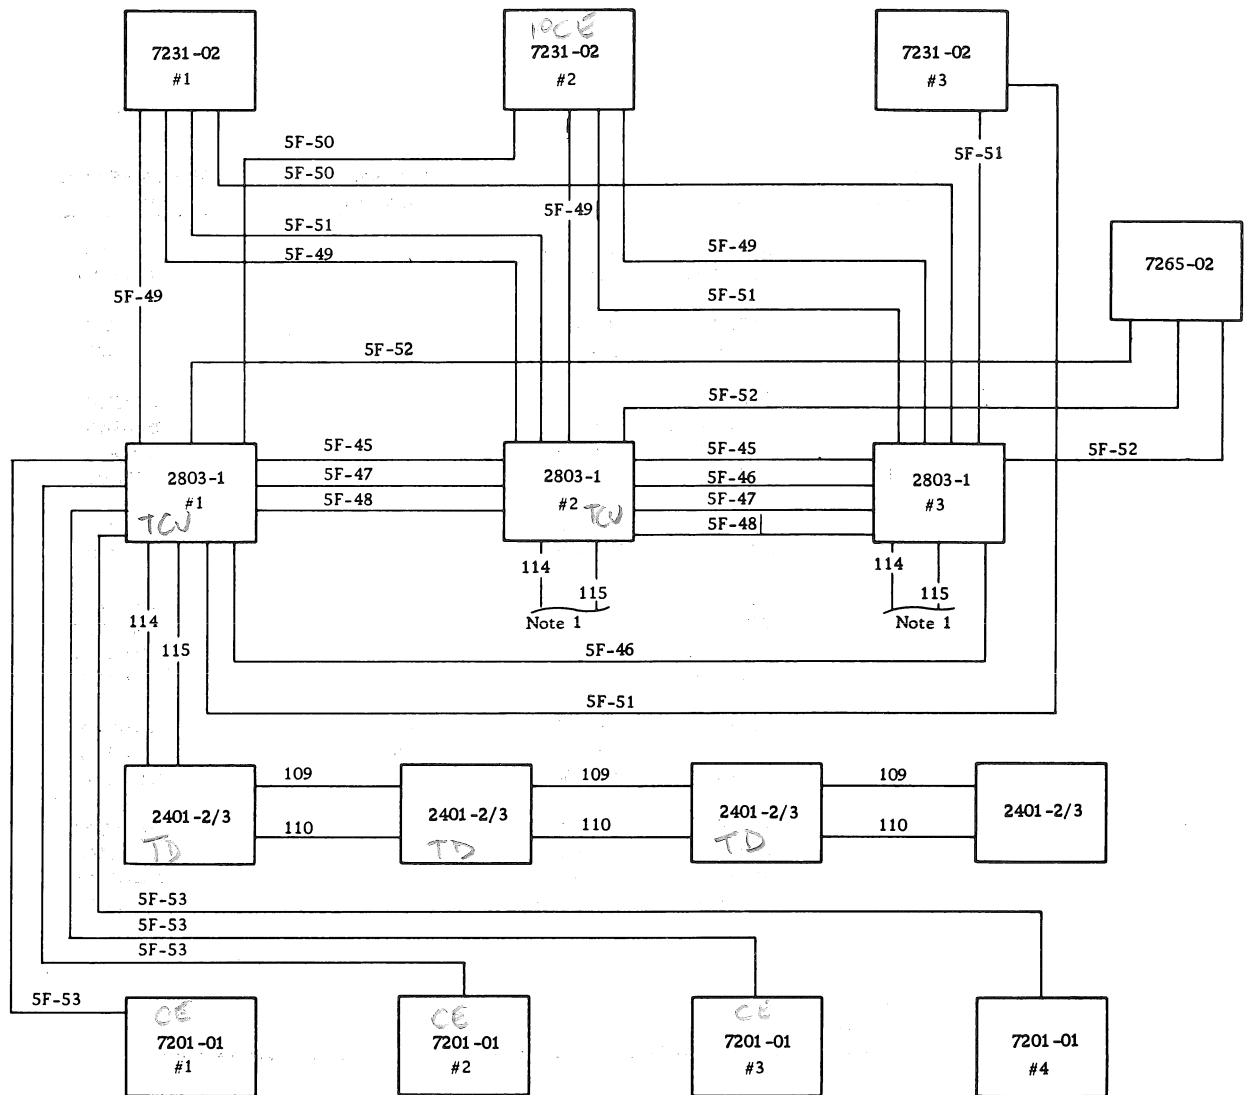 7231-02
#1
IOCE
7231-02
#2
7231-02
#3
5F-50
5F-51
5F-50
5F-49
5F-51
5F-49
5F-49
5F-49
5F-51
7265-02
5F-52
5F-52
5F-45
5F-45
5F-52
2803-1
#1
TCU
5F-47
5F-48
2803-1
#2
TCU
5F-46
5F-47
5F-48
2803-1
#3
114
115
Note 1
114
115
Note 1
114
115
5F-46
5F-51
109
109
109
2401-2/3
TD
2401-2/3
TD
2401-2/3
TD
2401-2/3
110
110
110
5F-53
5F-53
5F-53
5F-53
CE
7201-01
#1
CE
7201-01
#2
CE
7201-01
#3
7201-01
#4